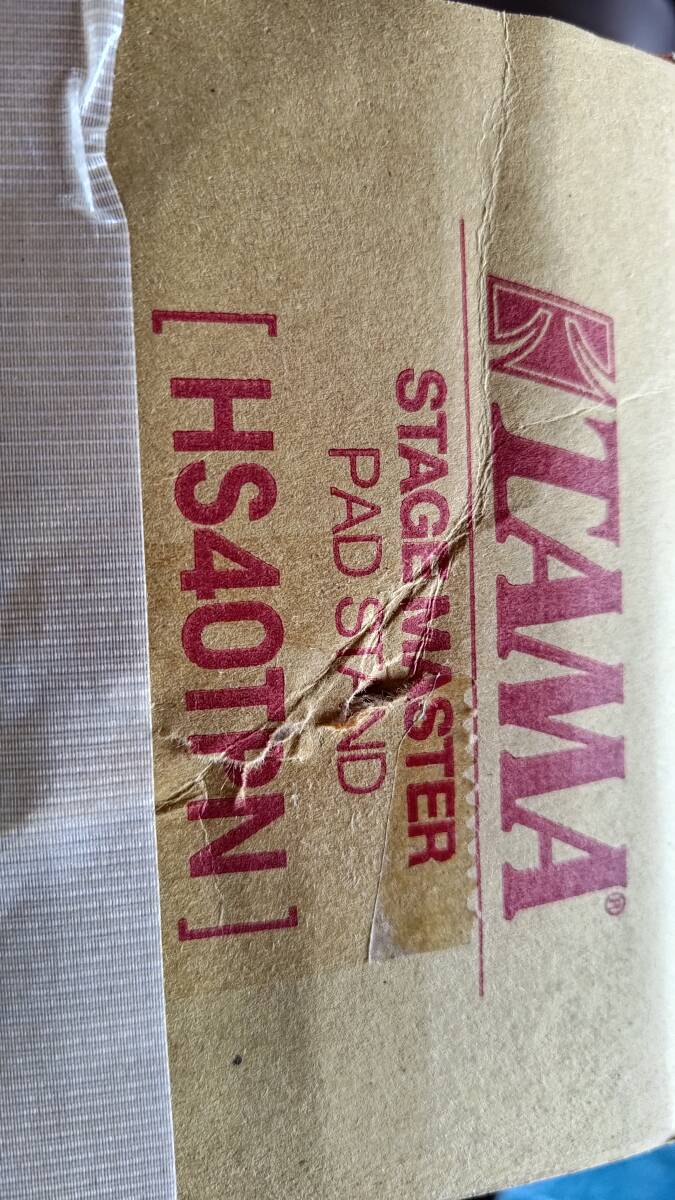 TAMA®
STAGE MASTER
PAD STAND
[HS40TPN]